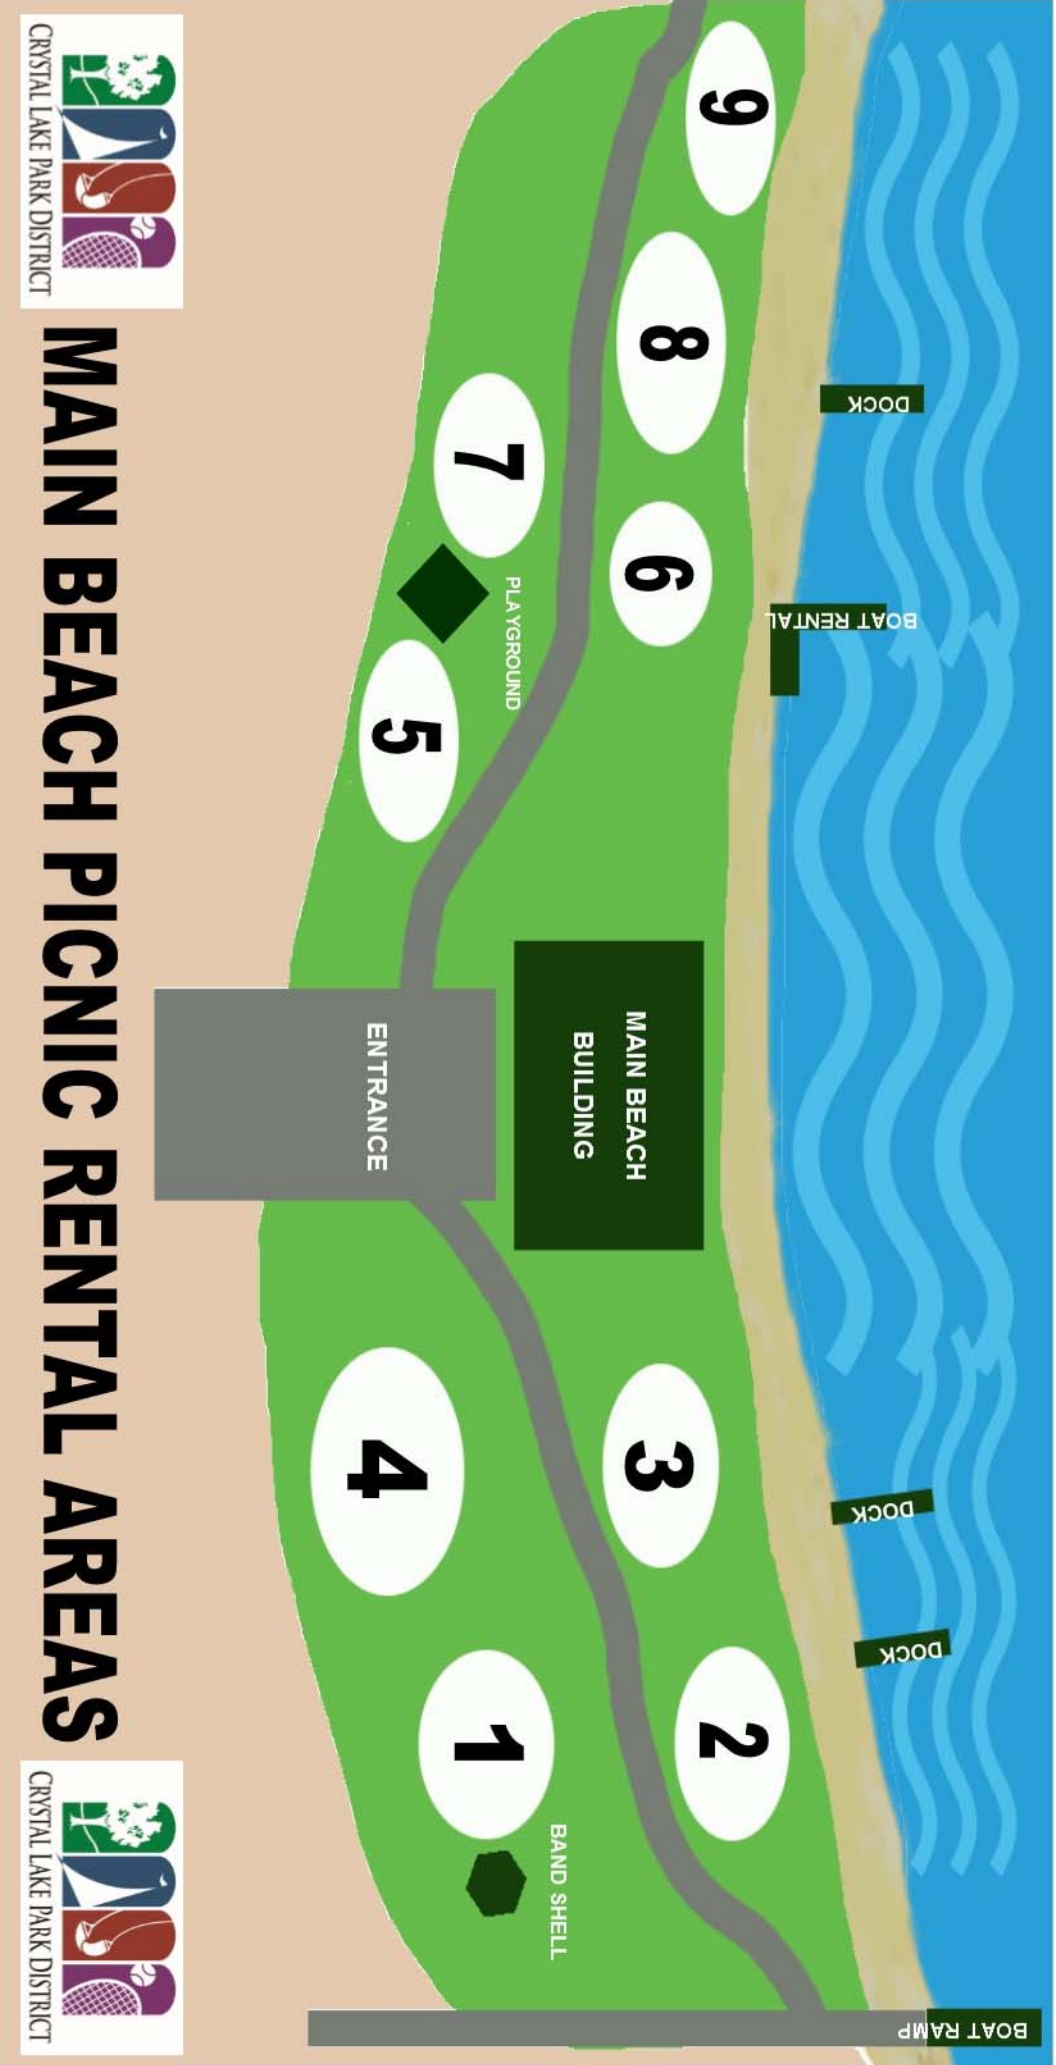 BOAT RAMP
DOCK
DOCK
BOAT RENTAL
DOCK
9
8
6
MAIN BEACH
BUILDING
3
2
7
PLAYGROUND
5
ENTRANCE
4
1
BAND SHELL
CRYSTAL LAKE PARK DISTRICT
MAIN BEACH PICNIC RENTAL AREAS
CRYSTAL LAKE PARK DISTRICT